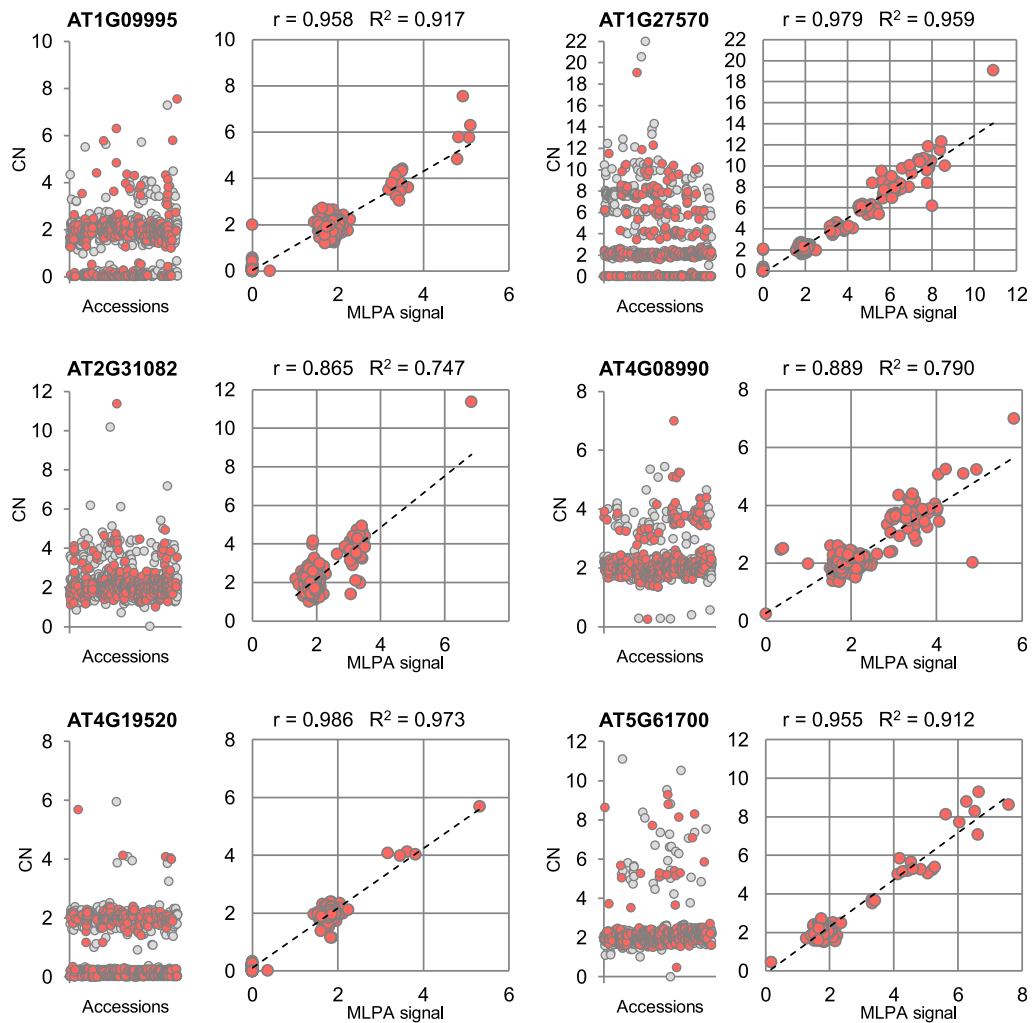 AT1G09995 r = 0.958 R² = 0.917 AT1G27570 r = 0.979 R² = 0.959
10 10 22 22
20 20
8 8 18 18
16 16
6 6 14 14
CN 12 12
4 4 10 10
8 8
2 2 6 6
4 4
2 2
0 0 0 0
0 2 4 6 0 2 4 6 8 10 12
Accessions MLPA signal Accessions MLPA signal
AT2G31082 r = 0.865 R² = 0.747 AT4G08990 r = 0.889 R² = 0.790
12 12 8 8
10 10
8 8 6 6
CN 6 6 CN 4 4
4 4
2 2 2 2
0 0 0 0
0 2 4 6 8 0 2 4 6
Accessions MLPA signal Accessions MLPA signal
AT4G19520 r = 0.986 R² = 0.973 AT5G61700 r = 0.955 R² = 0.912
8 8 12 12
10 10
6 6 8 8
CN 4 4 CN 6 6
4 4
2 2 2 2
0 0 0 0
0 2 4 6 0 2 4 6 8
Accessions MLPA signal Accessions MLPA signal